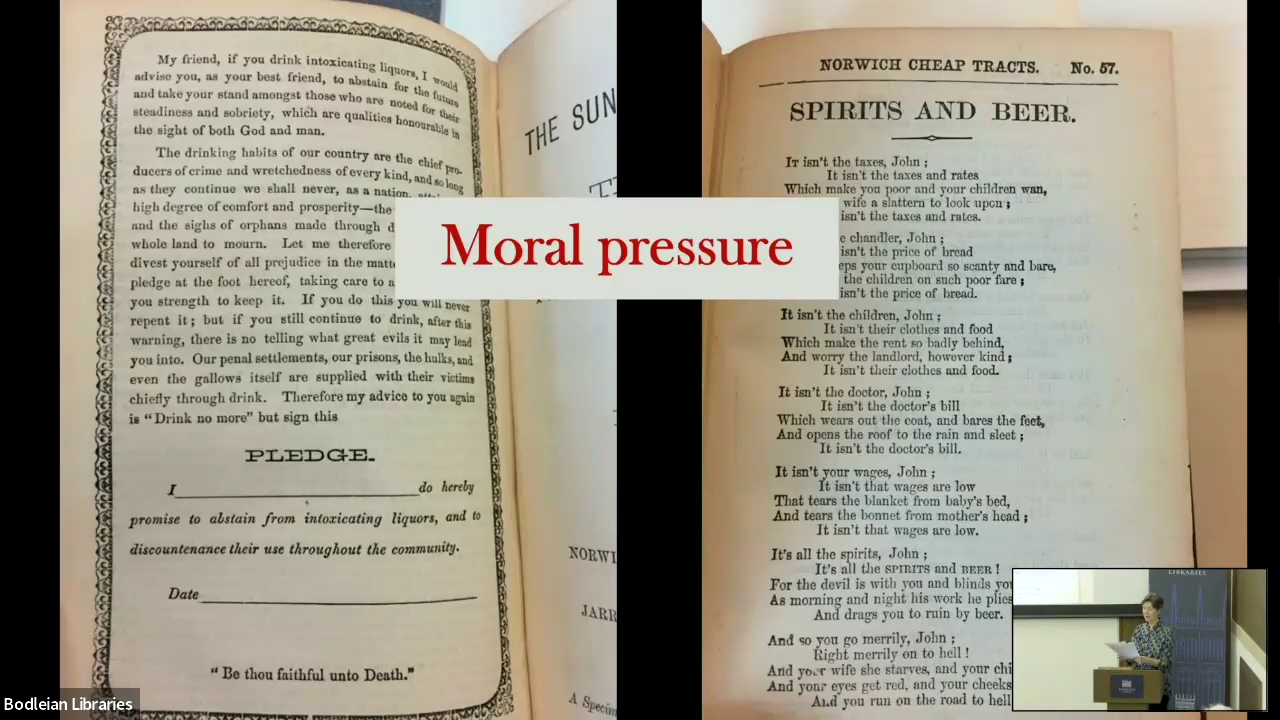 My friend, if you drink intoxicating liquors, I would
advise you, as your best friend, to abstain for the future
and take your stand amongst those who are noted for their
steadiness and sobriety, which are qualities honourable in
the sight of both God and man.
The drinking habits of our country are the chief pro-
ducers of crime and wretchedness of every kind, and so long
as they continue we shall never, as a nation,
high degree of comfort and prosperity—the
and the sighs of orphans made through
whole land to mourn. Let me therefore
divest yourself of all prejudice in the
pledge at the foot hereof, taking care to
you strength to keep it. If you do this you will never
repent it; but if you still continue to drink, after this
warning, there is no telling what great evils it may lead
you into. Our penal settlements, our prisons, the hulks, and
even the gallows itself are supplied with their victims
chiefly through drink. Therefore my advice to you again
is "Drink no more" but sign this
PLEDGE.
I do hereby
promise to abstain from intoxicating liquors, and to
discountenance their use throughout the community.
Date
"Be thou faithful unto Death."
THE SUN
NORWI
JARR
A Specim
Moral pressure
NORWICH CHEAP TRACTS. No. 57.
SPIRITS AND BEER.
IT isn't the taxes, John;
It isn't the taxes and rates
Which make you poor and your children wan,
wife a slattern to look upon;
isn't the taxes and rates.
chandler, John;
isn't the price of bread
eps your cupboard so scanty and bare,
the children on such poor fare;
isn't the price of bread.
It isn't the children, John;
It isn't their clothes and food
Which make the rent so badly behind,
And worry the landlord, however kind;
It isn't their clothes and food.
It isn't the doctor, John;
It isn't the doctor's bill
Which wears out the coat, and bares the feet,
And opens the roof to the rain and sleet;
It isn't the doctor's bill.
It isn't your wages, John;
It isn't that wages are low
That tears the blanket from baby's bed,
And tears the bonnet from mother's head;
It isn't that wages are low.
It's all the spirits, John;
It's all the SPIRITS AND BEER!
For the devil is with you and blinds
As morning and night his work he plies
And drags you to ruin by beer.
And so you go merrily, John;
Right merrily on to hell!
And your wife she starves, and your chi
And your eyes get red, and your cheeks
And you run on the road to hell
LIBRARIES
Bodleian Libraries